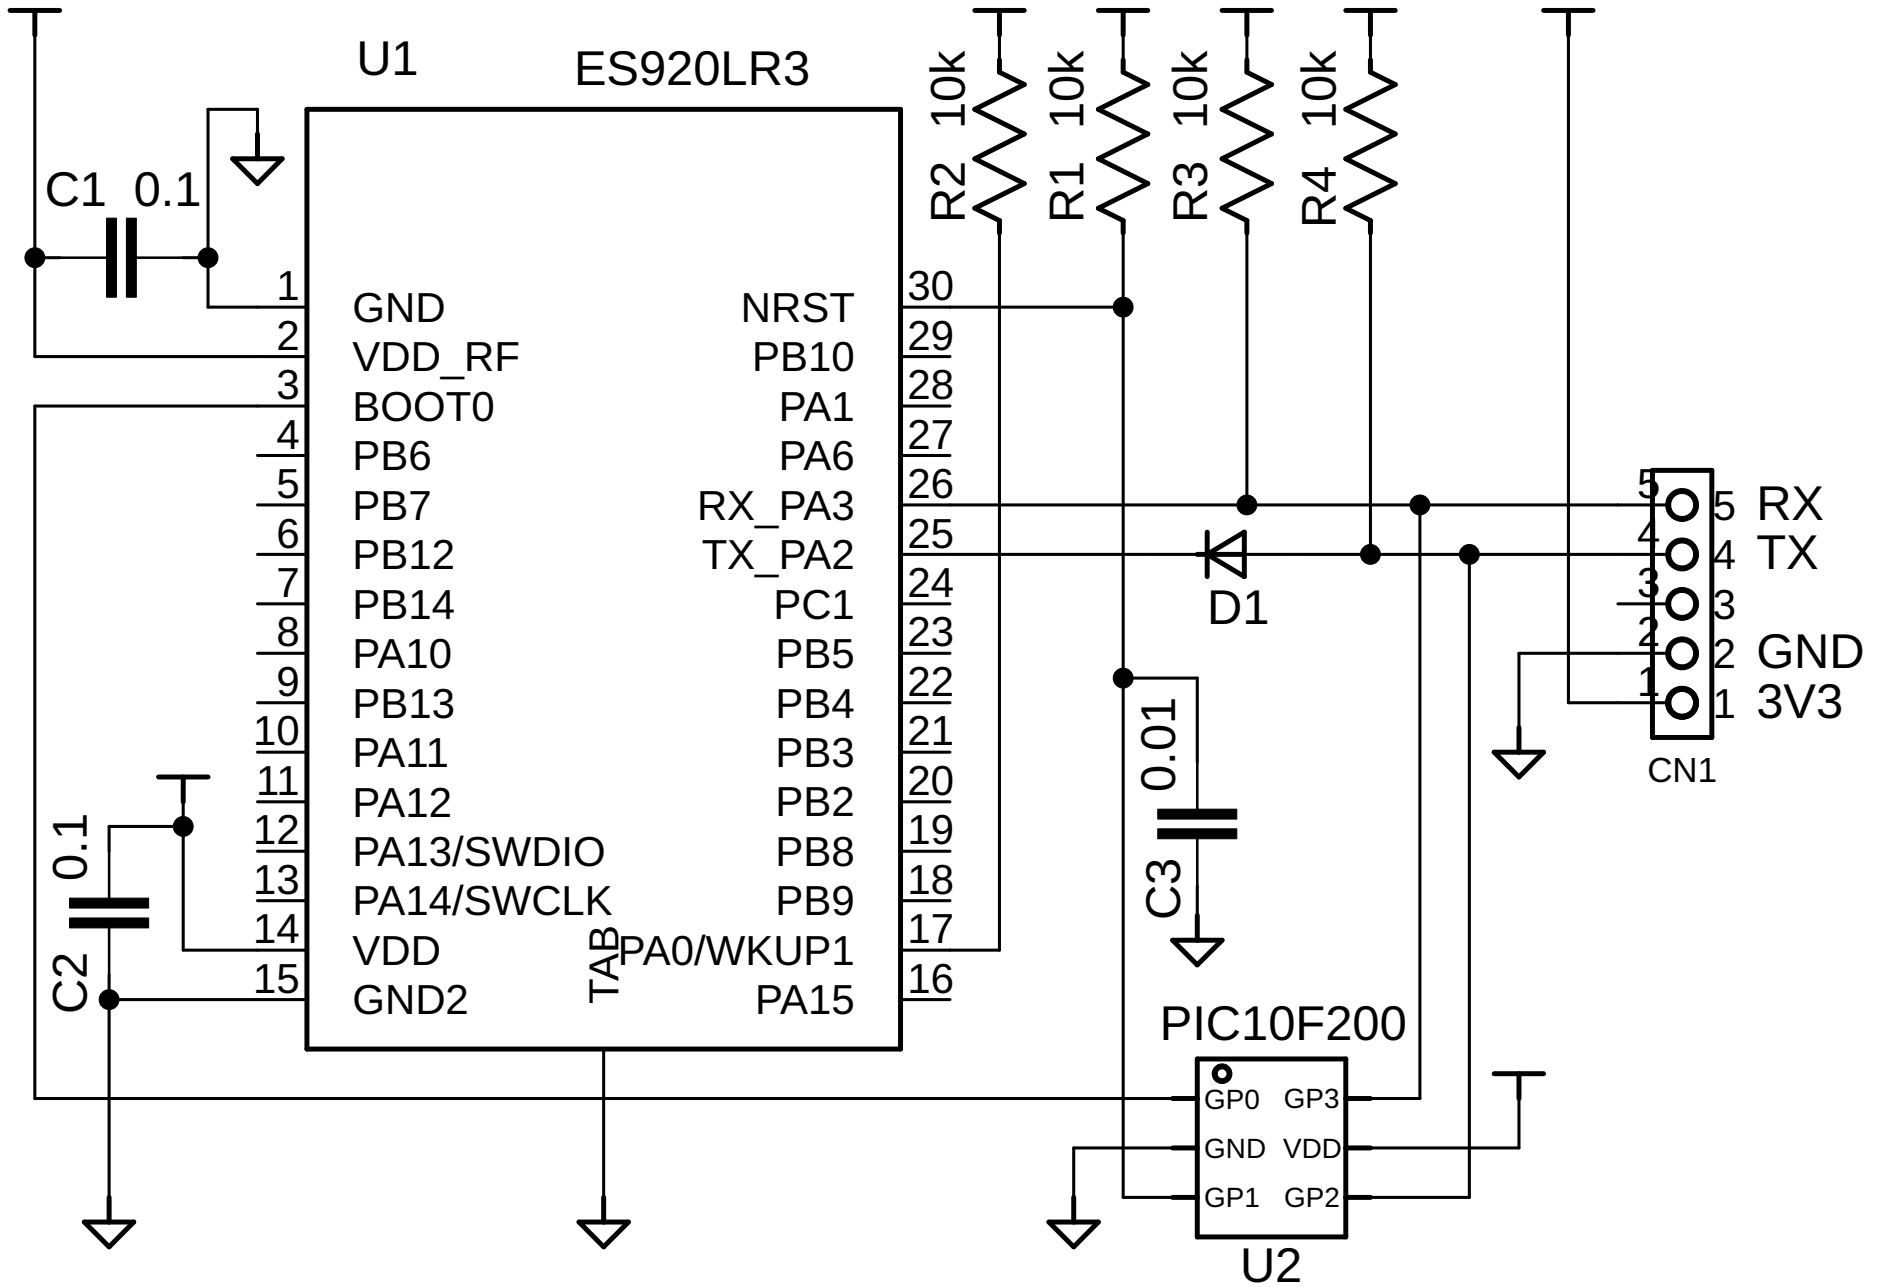 U1
ES920LR3
C1 0.1
R2 10k
R1 10k
R3 10k
R4 10k
1 GND
2 VDD_RF
3 BOOT0
4 PB6
5 PB7
6 PB12
7 PB14
8 PA10
9 PB13
10 PA11
11 PA12
12 PA13/SWDIO
13 PA14/SWCLK
14 VDD
15 GND2
TAB
NRST 30
PB10 29
PA1 28
PA6 27
RX_PA3 26
TX_PA2 25
PC1 24
PB5 23
PB4 22
PB3 21
PB2 20
PB8 19
PB9 18
PA0/WKUP1 17
PA15 16
C2 0.1
D1
C3 0.01
5 5 RX
4 4 TX
3 3
2 2 GND
1 1 3V3
CN1
PIC10F200
GP0 GP3
GND VDD
GP1 GP2
U2